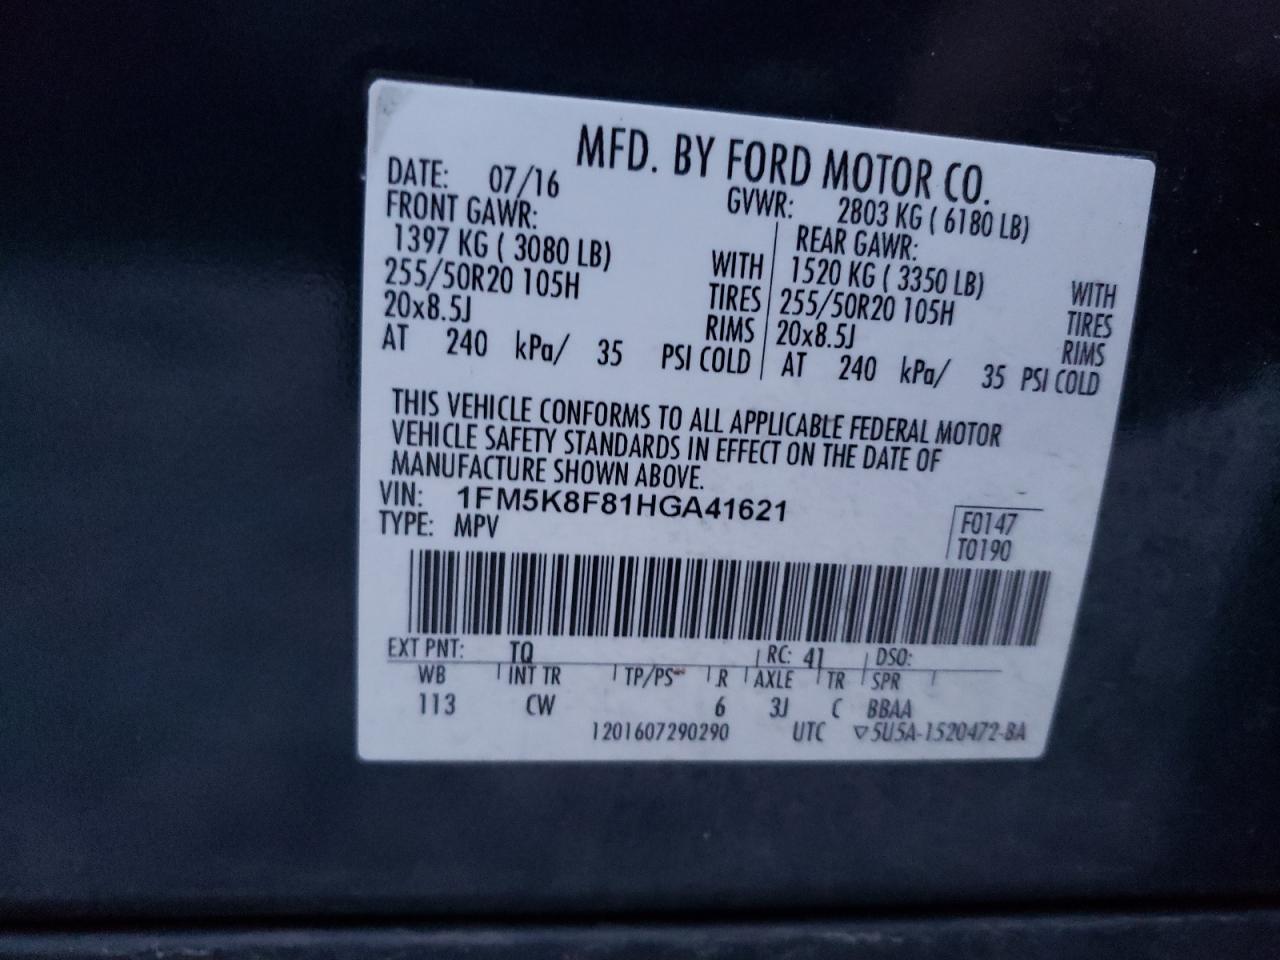 MFD. BY FORD MOTOR CO.
DATE: 07/16 GVWR: 2803 KG ( 6180 LB)
FRONT GAWR: REAR GAWR:
1397 KG ( 3080 LB) WITH 1520 KG ( 3350 LB) WITH
255/50R20 105H TIRES 255/50R20 105H TIRES
20x8.5J RIMS 20x8.5J RIMS
AT 240 kPa/ 35 PSI COLD AT 240 kPa/ 35 PSI COLD
THIS VEHICLE CONFORMS TO ALL APPLICABLE FEDERAL MOTOR
VEHICLE SAFETY STANDARDS IN EFFECT ON THE DATE OF
MANUFACTURE SHOWN ABOVE.
VIN: 1FM5K8F81HGA41621
TYPE: MPV
F0147
T0190
EXT PNT: TQ RC: 41 DSO:
WB INT TR TP/PS R AXLE TR SPR
113 CW 6 3J C BBAA
1201607290290 UTC ▽5U5A-1520472-BA